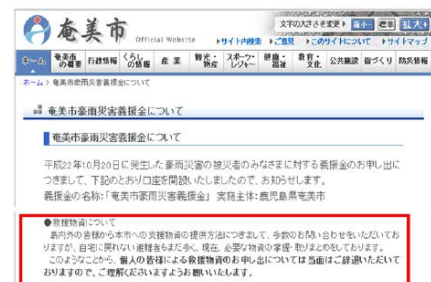 奄美市 Official Website
文字の大きさを変更 縮小 標準 拡大
サイト内検索 ご意見 このサイトについて サイトマップ
ホーム 奄美市の概要 行政情報 くらしの情報 産業 観光・物産 スポーツ・レジャー 健康・福祉 教育・文化 公共施設 街づくり 防災情報
ホーム > 奄美市豪雨災害義援金について
奄美市豪雨災害義援金について
奄美市豪雨災害義援金について
平成22年10月20日に発生した豪雨災害の被災者のみなさまに対する義援金のお申し出に
つきまして、下記のとおり口座を開設いたしましたので、お知らせします。
義援金の名称:「奄美市豪雨災害義援金」 実施主体:鹿児島県奄美市
●救援物資について
島内外の皆様から本市への支援物資の提供方法につきまして、多数のお問い合わせをいただいてお
りますが、自宅に戻れない避難者もまだ多く、現在、必要な物資の掌握・取りまとめをしております。
このようなことから、個人の皆様による救援物資のお申し出については当面はご辞退いただいて
おりますので、ご理解くださいますようお願いいたします。